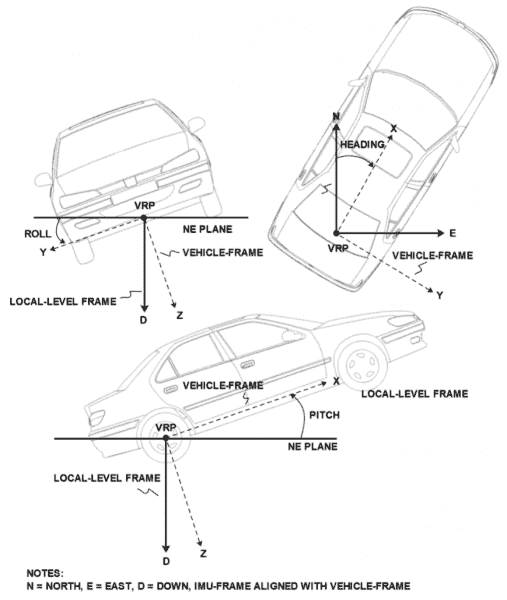 N
X
HEADING
VRP
E
VEHICLE-FRAME
Y
VRP
NE PLANE
ROLL
Y
VEHICLE-FRAME
LOCAL-LEVEL FRAME
D
Z
VEHICLE-FRAME
X
LOCAL-LEVEL FRAME
PITCH
VRP
NE PLANE
LOCAL-LEVEL FRAME
Z
D
NOTES:
N = NORTH, E = EAST, D = DOWN, IMU-FRAME ALIGNED WITH VEHICLE-FRAME